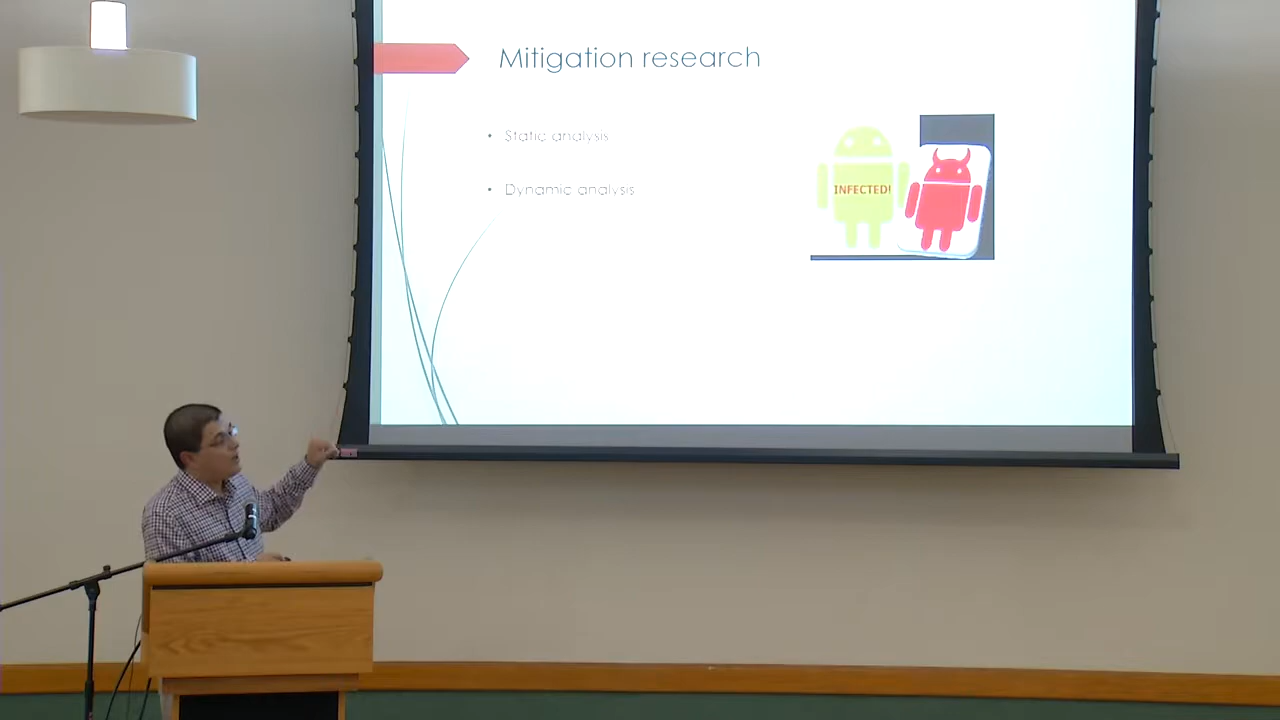 Mitigation research
• Static analysis
• Dynamic analysis
INFECTED!